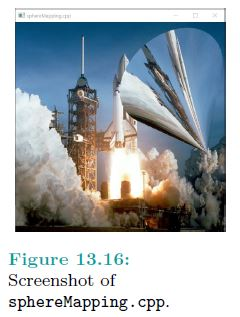 sphereMapping.cpp
Figure 13.16:
Screenshot of
sphereMapping.cpp.